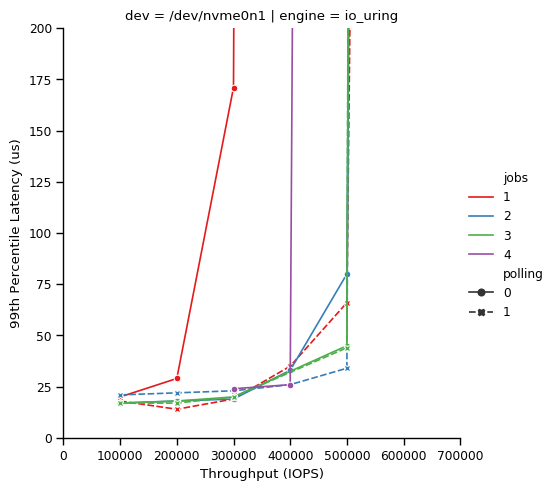 dev = /dev/nvme0n1 | engine = io_uring
200
175
150
125
100
75
50
25
0
99th Percentile Latency (us)
0 100000 200000 300000 400000 500000 600000 700000
Throughput (IOPS)
jobs
1
2
3
4
polling
0
1